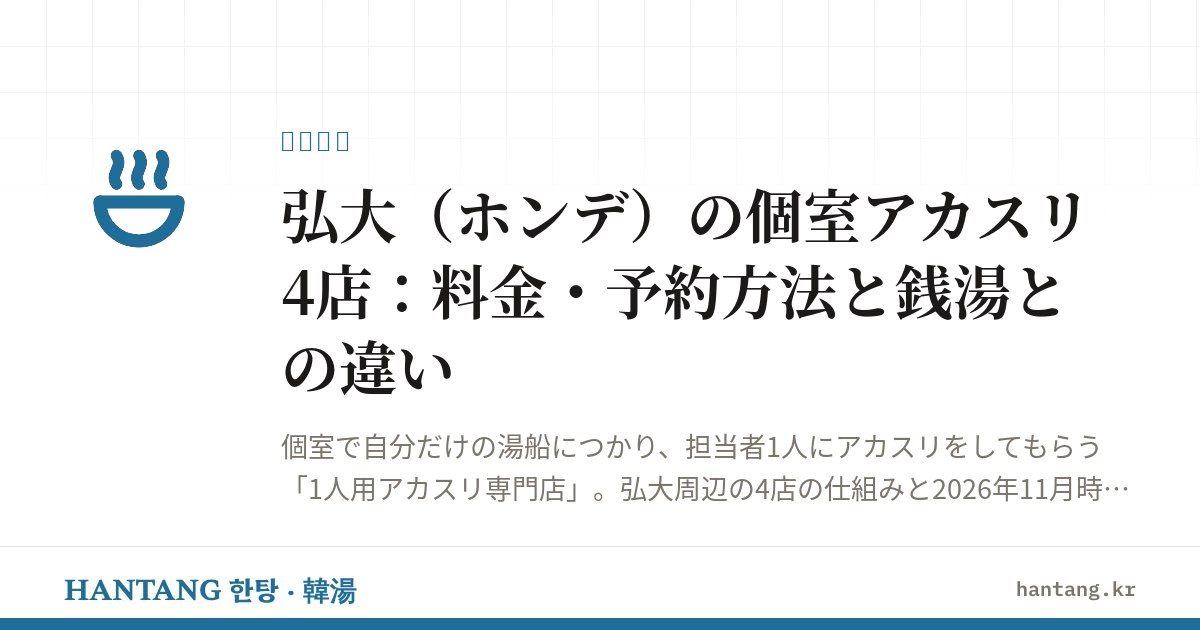 弘大（ホンデ）の個室アカスリ
4店：料金・予約方法と銭湯と
の違い
個室で自分だけの湯船につかり、担当者1人にアカスリをしてもらう
「1人用アカスリ専門店」。弘大周辺の4店の仕組みと2026年11月時…
HANTANG 한탕 · 韓湯
hantang.kr